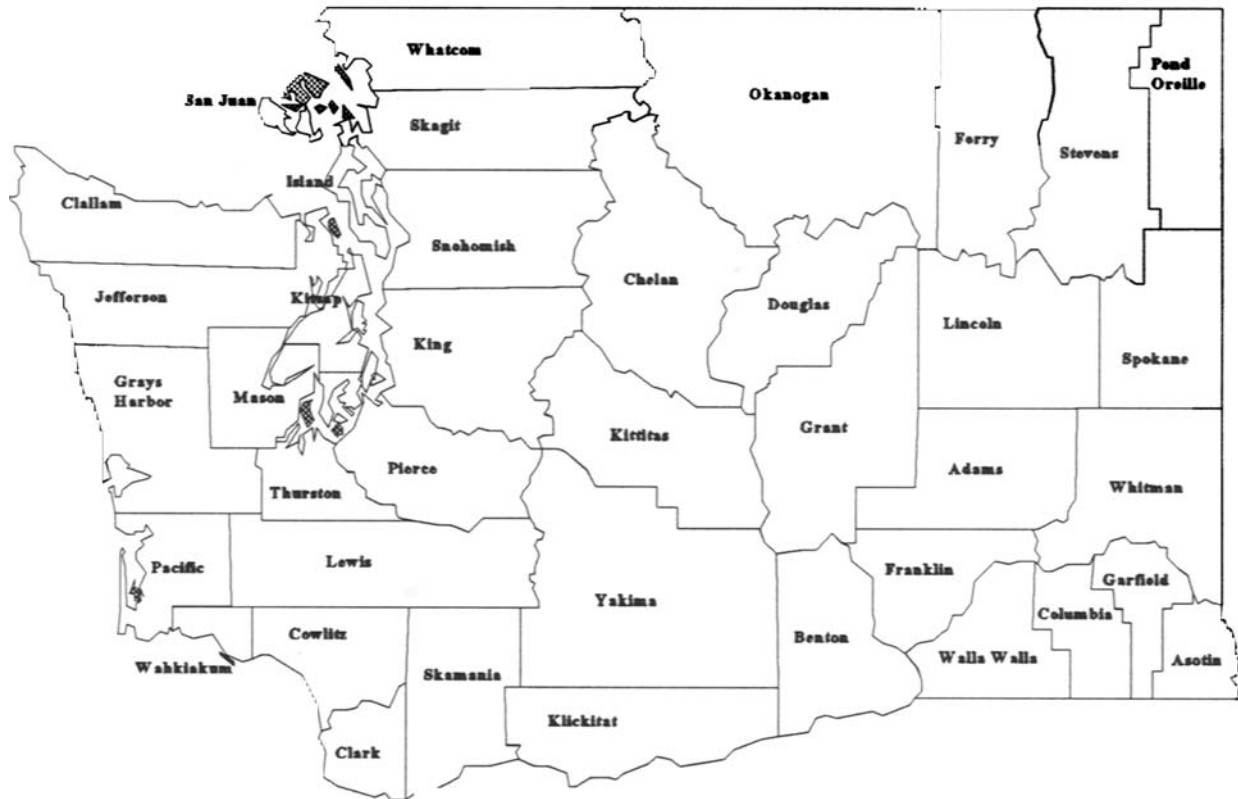 Whatcom
Pend
Oreille
Okanogan
San Juan
Skagit
Ferry
Stevens
Island
Clallam
Snohomish
Chelan
Jefferson
Kitsap
Douglas
Lincoln
King
Spokane
Grays
Harbor
Mason
Kittitas
Grant
Pierce
Adams
Thurston
Whitman
Lewis
Pacific
Franklin
Garfield
Yakima
Columbia
Cowlitz
Benton
Wahkiakum
Skamania
Walla Walla
Asotin
Klickitat
Clark